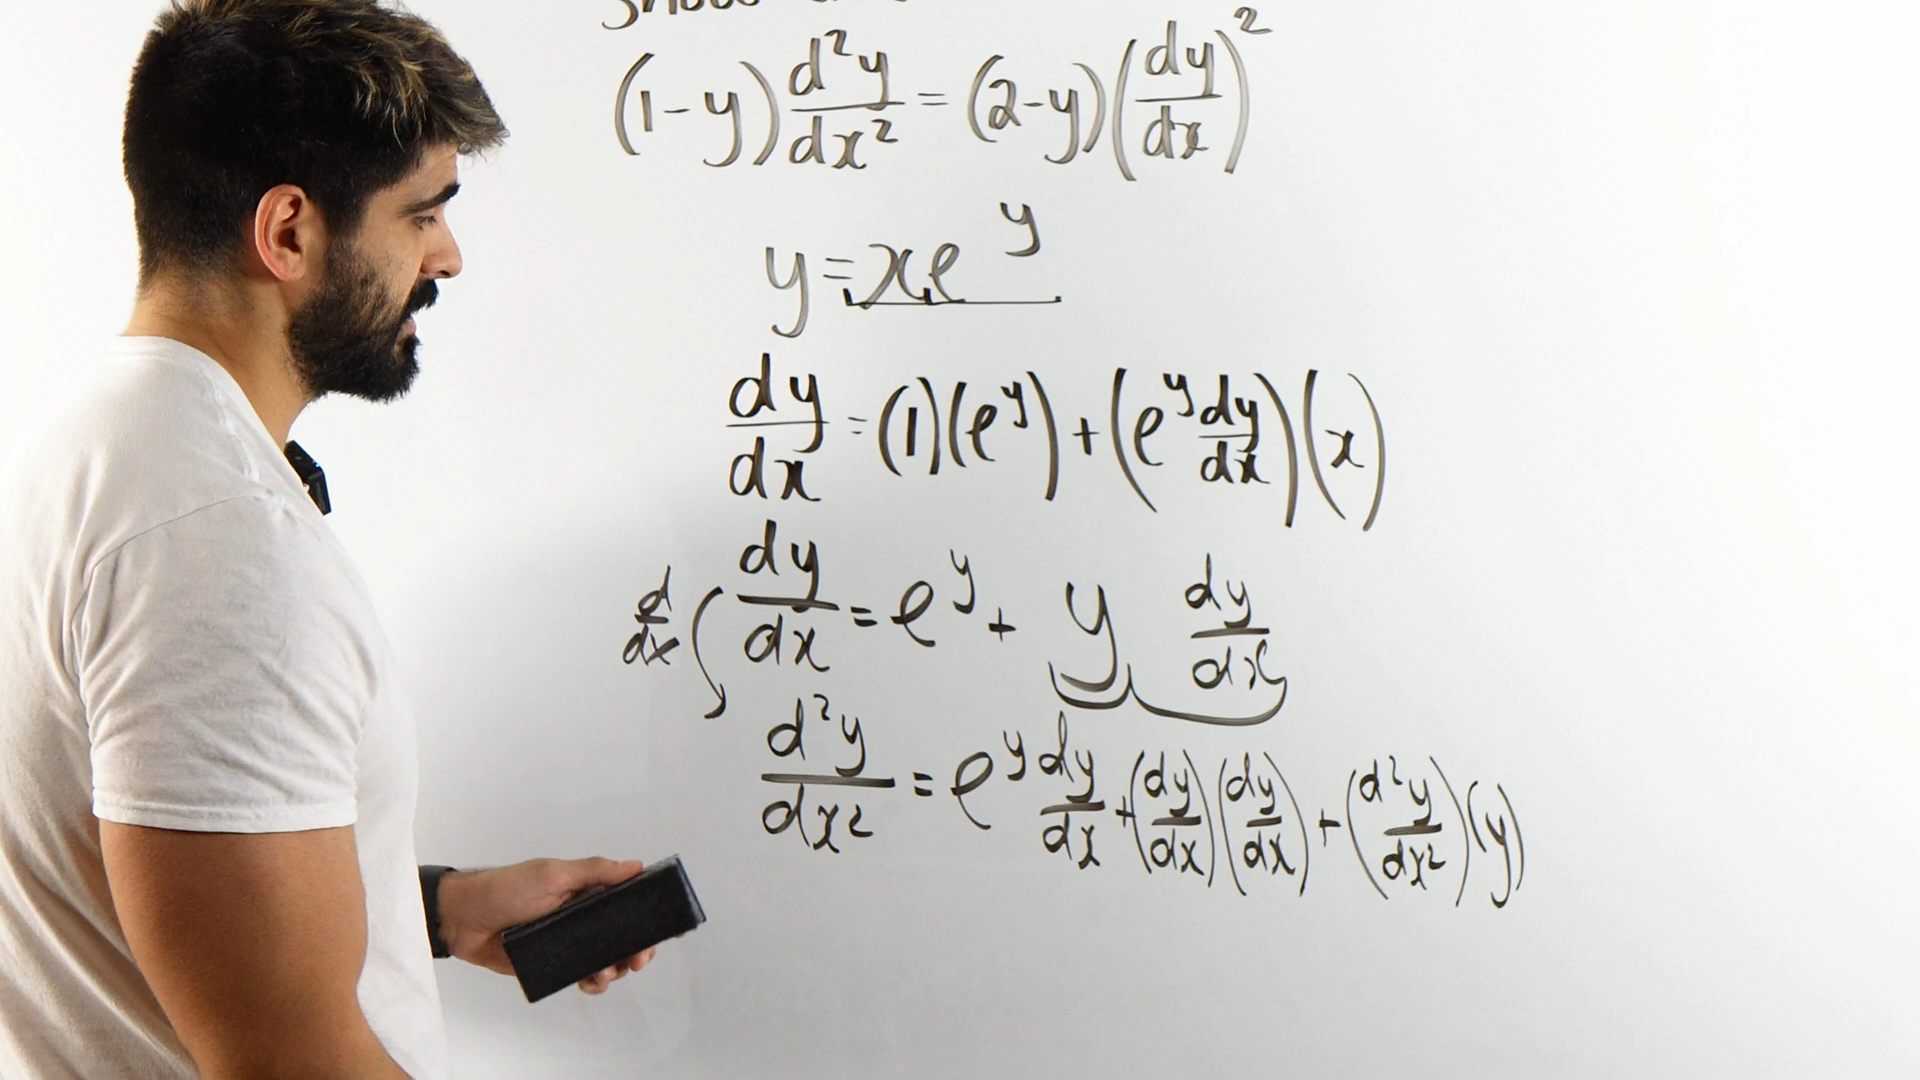 (1-y) d²y/dx² = (2-y)(dy/dx)²
y = xe^y
dy/dx = (1)(e^y) + (e^y dy/dx)(x)
d/dx ( dy/dx = e^y + y dy/dx
d²y/dx² = e^y dy/dx + (dy/dx)(dy/dx) + (d²y/dx²)(y)